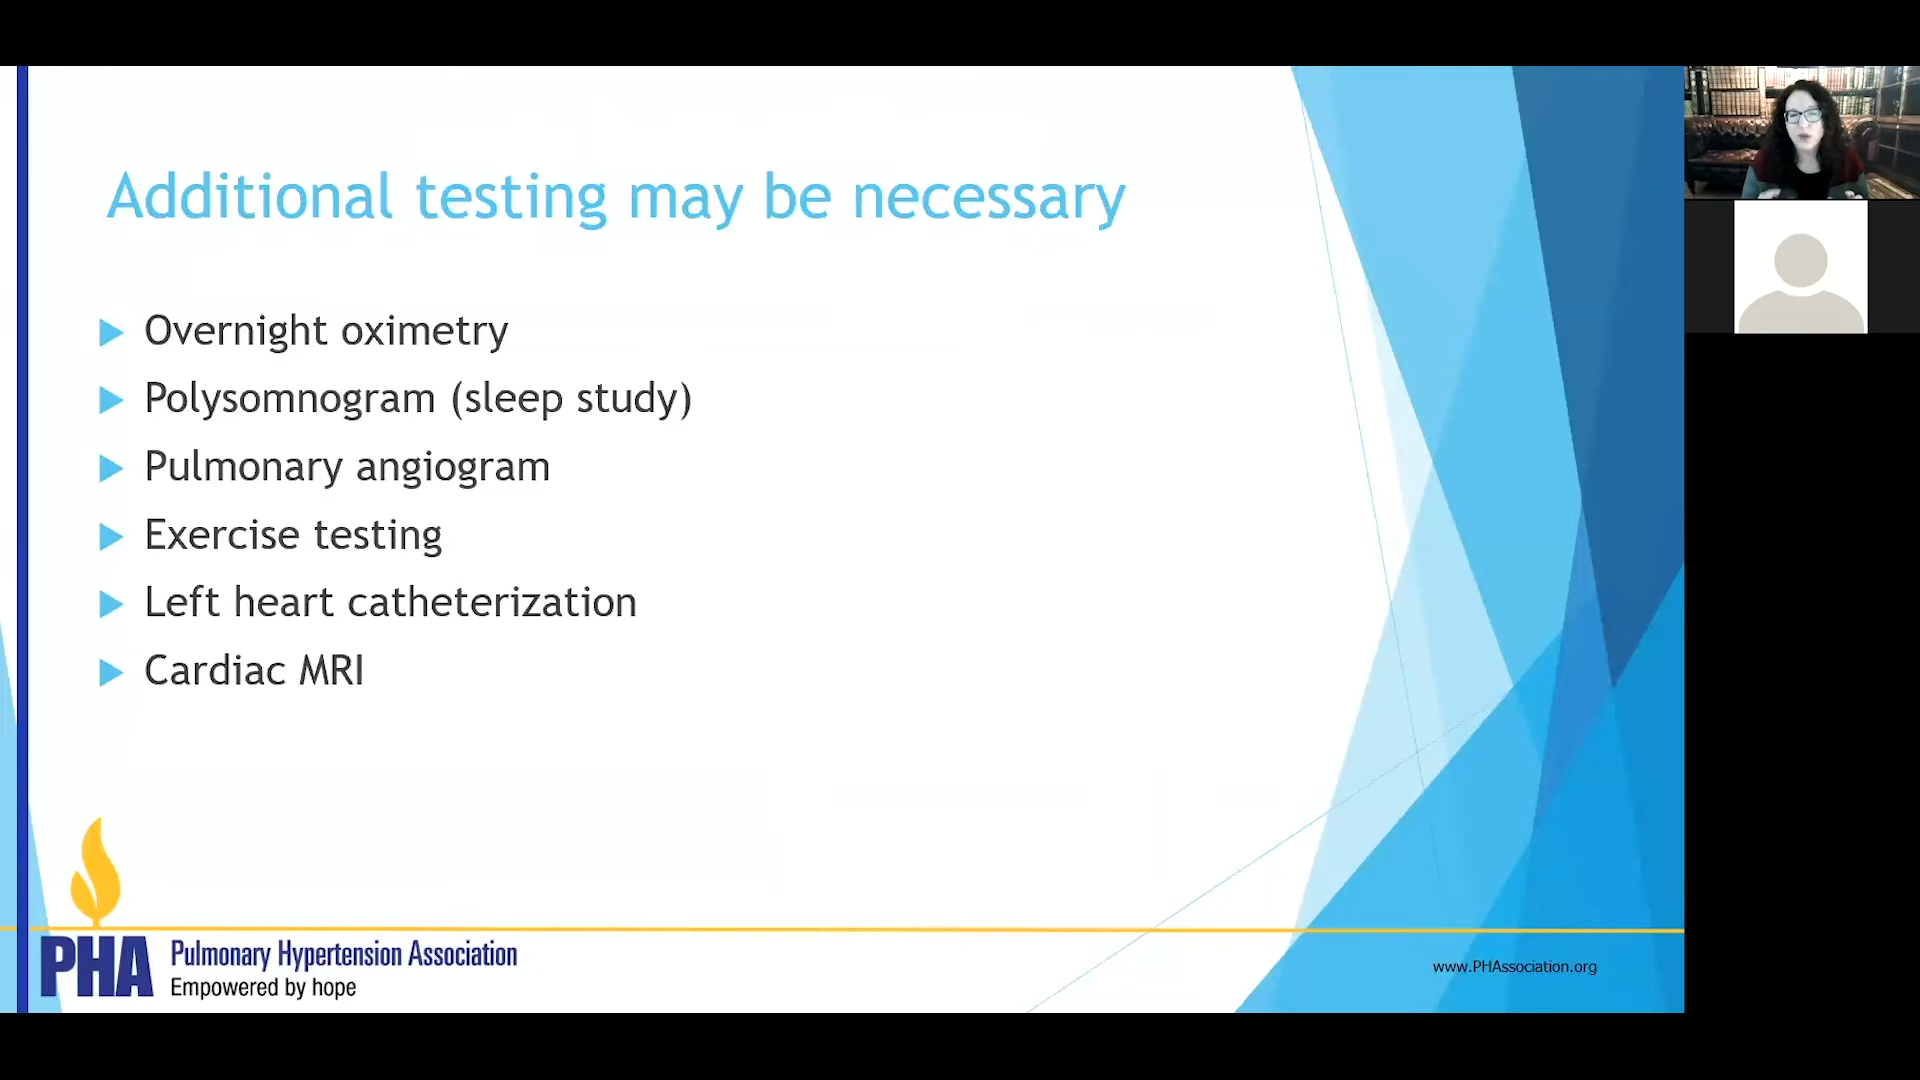 Additional testing may be necessary
Overnight oximetry
Polysomnogram (sleep study)
Pulmonary angiogram
Exercise testing
Left heart catheterization
Cardiac MRI
PHA
Pulmonary Hypertension Association
Empowered by hope
www.PHAssociation.org